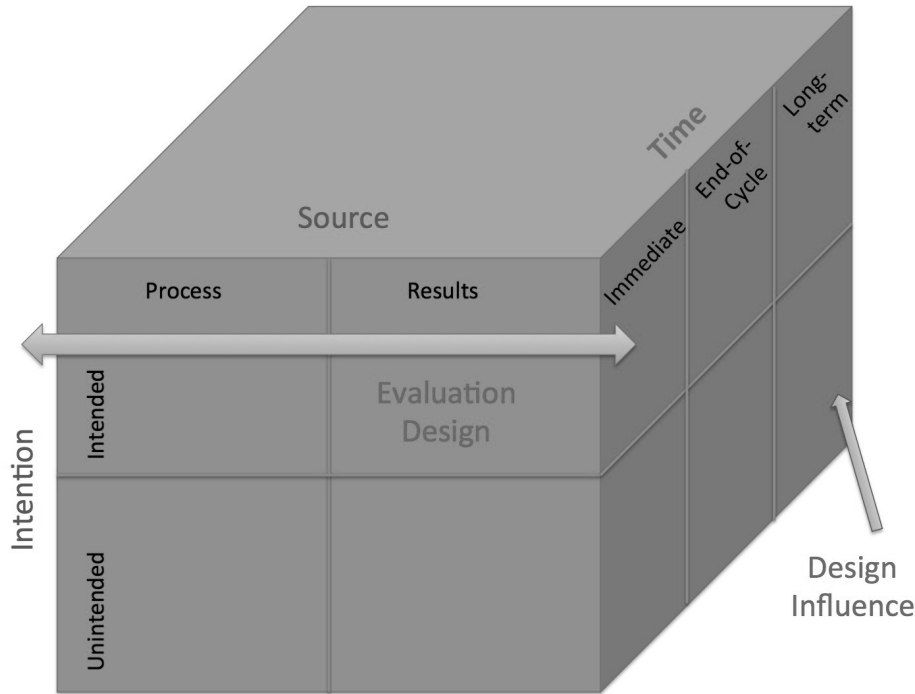 Source
Time
Process
Results
Immediate
End-of-
Cycle
Long-
term
Intention
Intended
Unintended
Evaluation
Design
Design
Influence